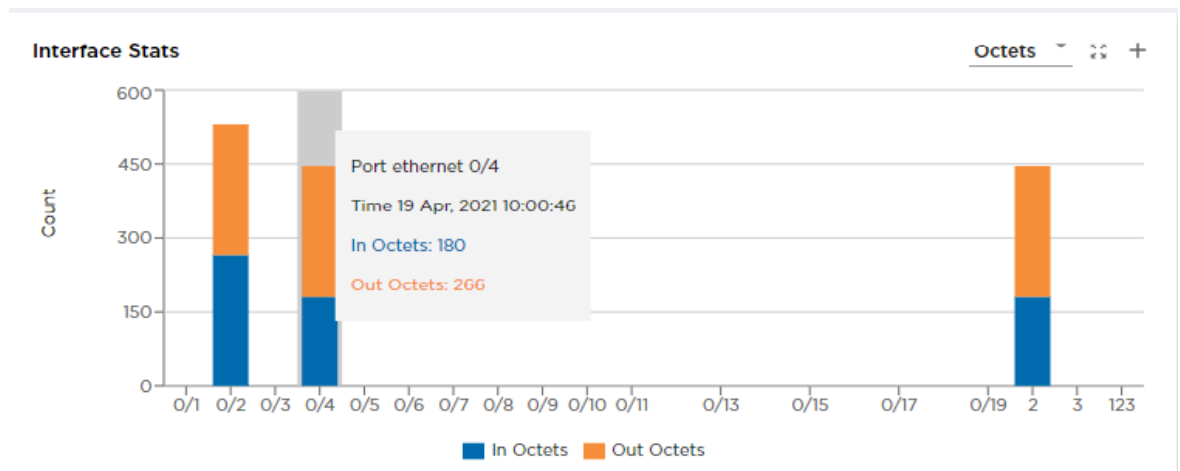 Interface Stats
Octets
600
450
300
150
0
Count
Port ethernet 0/4
Time 19 Apr, 2021 10:00:46
In Octets: 180
Out Octets: 266
0/1 0/2 0/3 0/4 0/5 0/6 0/7 0/8 0/9 0/10 0/11 0/13 0/15 0/17 0/19 2 3 123
In Octets Out Octets